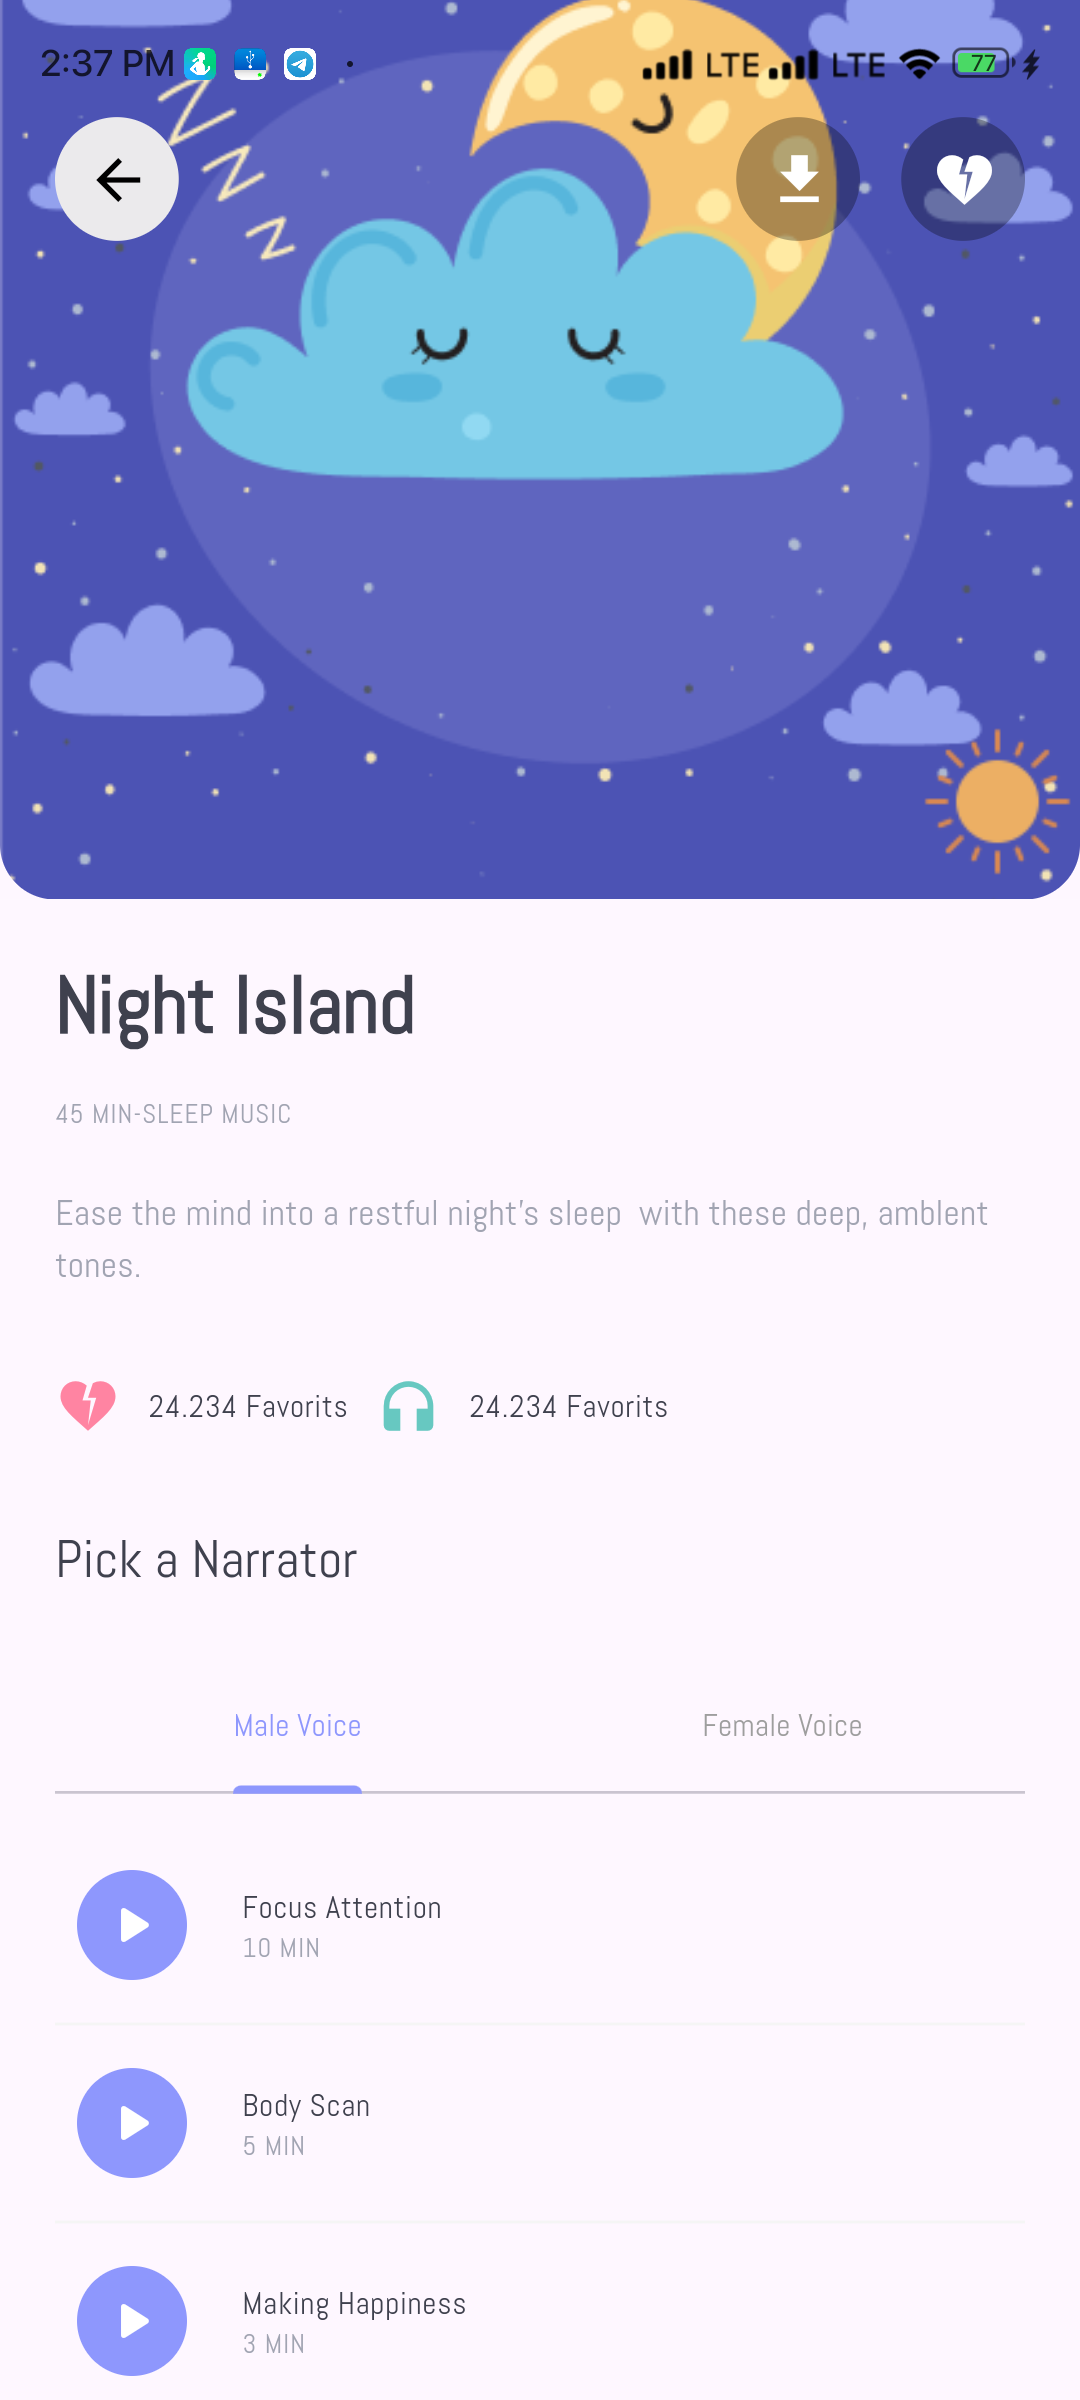 2:37 PM LTE LTE 77
Z
Z
Z
Night Island
45 MIN-SLEEP MUSIC
Ease the mind into a restful night's sleep  with these deep, amblent
tones.
24.234 Favorits 24.234 Favorits
Pick a Narrator
Male Voice Female Voice
Focus Attention
10 MIN
Body Scan
5 MIN
Making Happiness
3 MIN